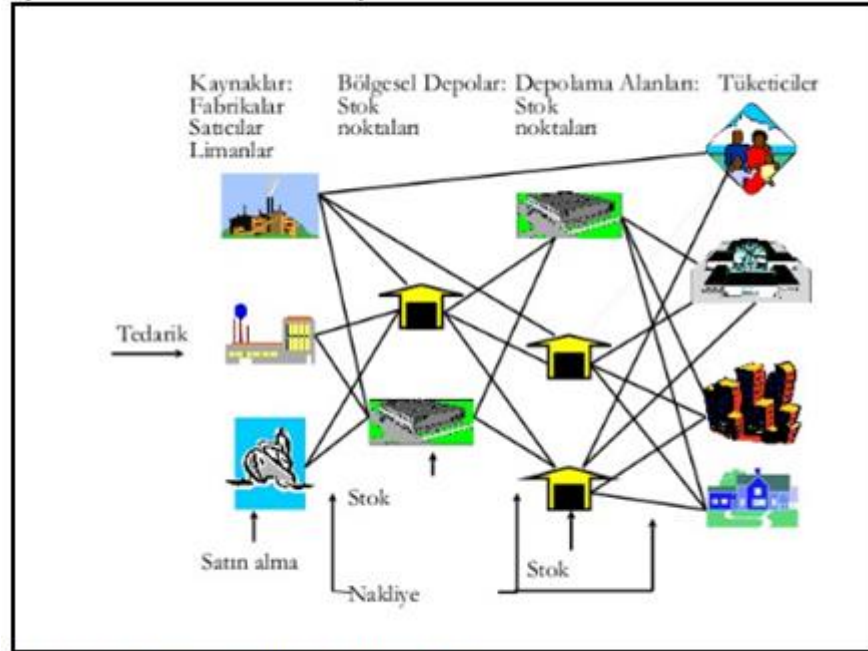 Kaynaklar:
Fabrikalar
Satıcılar
Limanlar
Bölgesel Depolar:
Stok
noktaları
Depolama Alanları:
Stok
noktaları
Tüketiciler
Tedarik
Stok
Satın alma
Stok
Nakliye